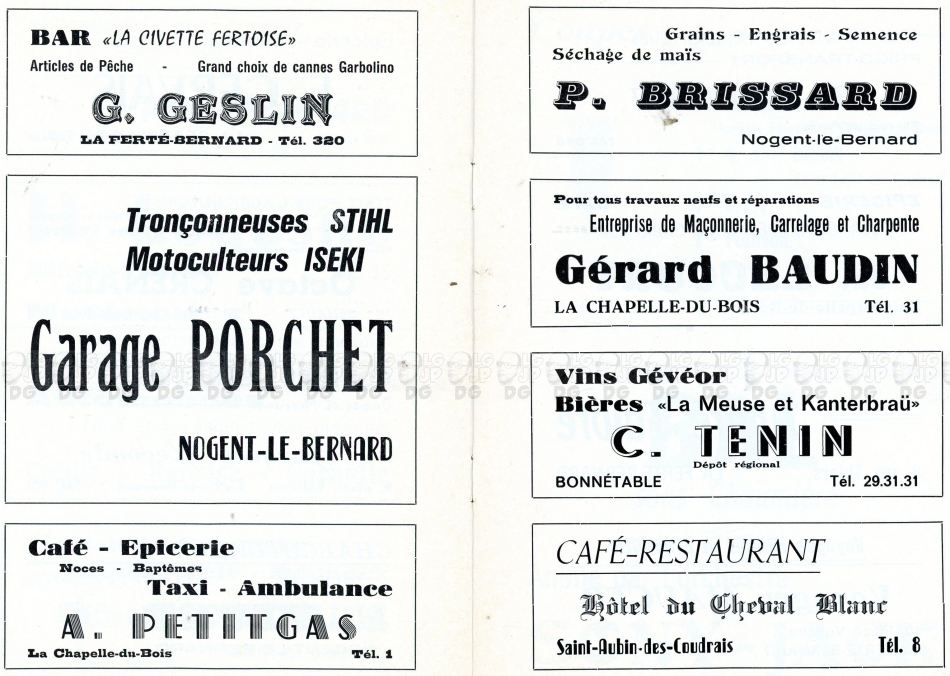 BAR «LA CIVETTE FERTOISE»
Articles de Pêche - Grand choix de cannes Garbolino
G. GESLIN
LA FERTÉ-BERNARD - Tél. 320
Tronçonneuses STIHL
Motoculteurs ISEKI
Garage PORCHET
NOGENT-LE-BERNARD
Café - Epicerie
Noces - Baptêmes
Taxi - Ambulance
A. PETITGAS
La Chapelle-du-Bois Tél. 1
Grains - Engrais - Semence
Séchage de maïs
P. BRISSARD
Nogent-le-Bernard
Pour tous travaux neufs et réparations
Entreprise de Maçonnerie, Carrelage et Charpente
Gérard BAUDIN
LA CHAPELLE-DU-BOIS Tél. 31
Vins Gévéor
Bières «La Meuse et Kanterbraü»
C. TENIN
Dépôt régional
BONNÉTABLE Tél. 29.31.31
CAFÉ-RESTAURANT
Hôtel du Cheval Blanc
Saint-Aubin-des-Coudrais Tél. 8